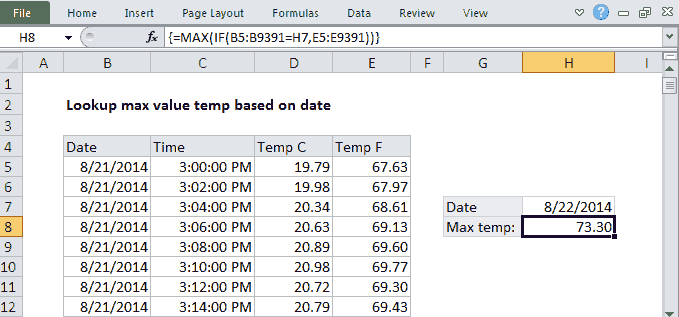 File Home Insert Page Layout Formulas Data Review View
H8 fx {=MAX(IF(B5:B9391=H7,E5:E9391))}
A B C D E F G H I
1
2 Lookup max value temp based on date
3
4 Date Time Temp C Temp F
5 8/21/2014 3:00:00 PM 19.79 67.63
6 8/21/2014 3:02:00 PM 19.98 67.97
7 8/21/2014 3:04:00 PM 20.34 68.61 Date 8/22/2014
8 8/21/2014 3:06:00 PM 20.63 69.13 Max temp: 73.30
9 8/21/2014 3:08:00 PM 20.89 69.60
10 8/21/2014 3:10:00 PM 20.98 69.77
11 8/21/2014 3:12:00 PM 20.72 69.30
12 8/21/2014 3:14:00 PM 20.79 69.43